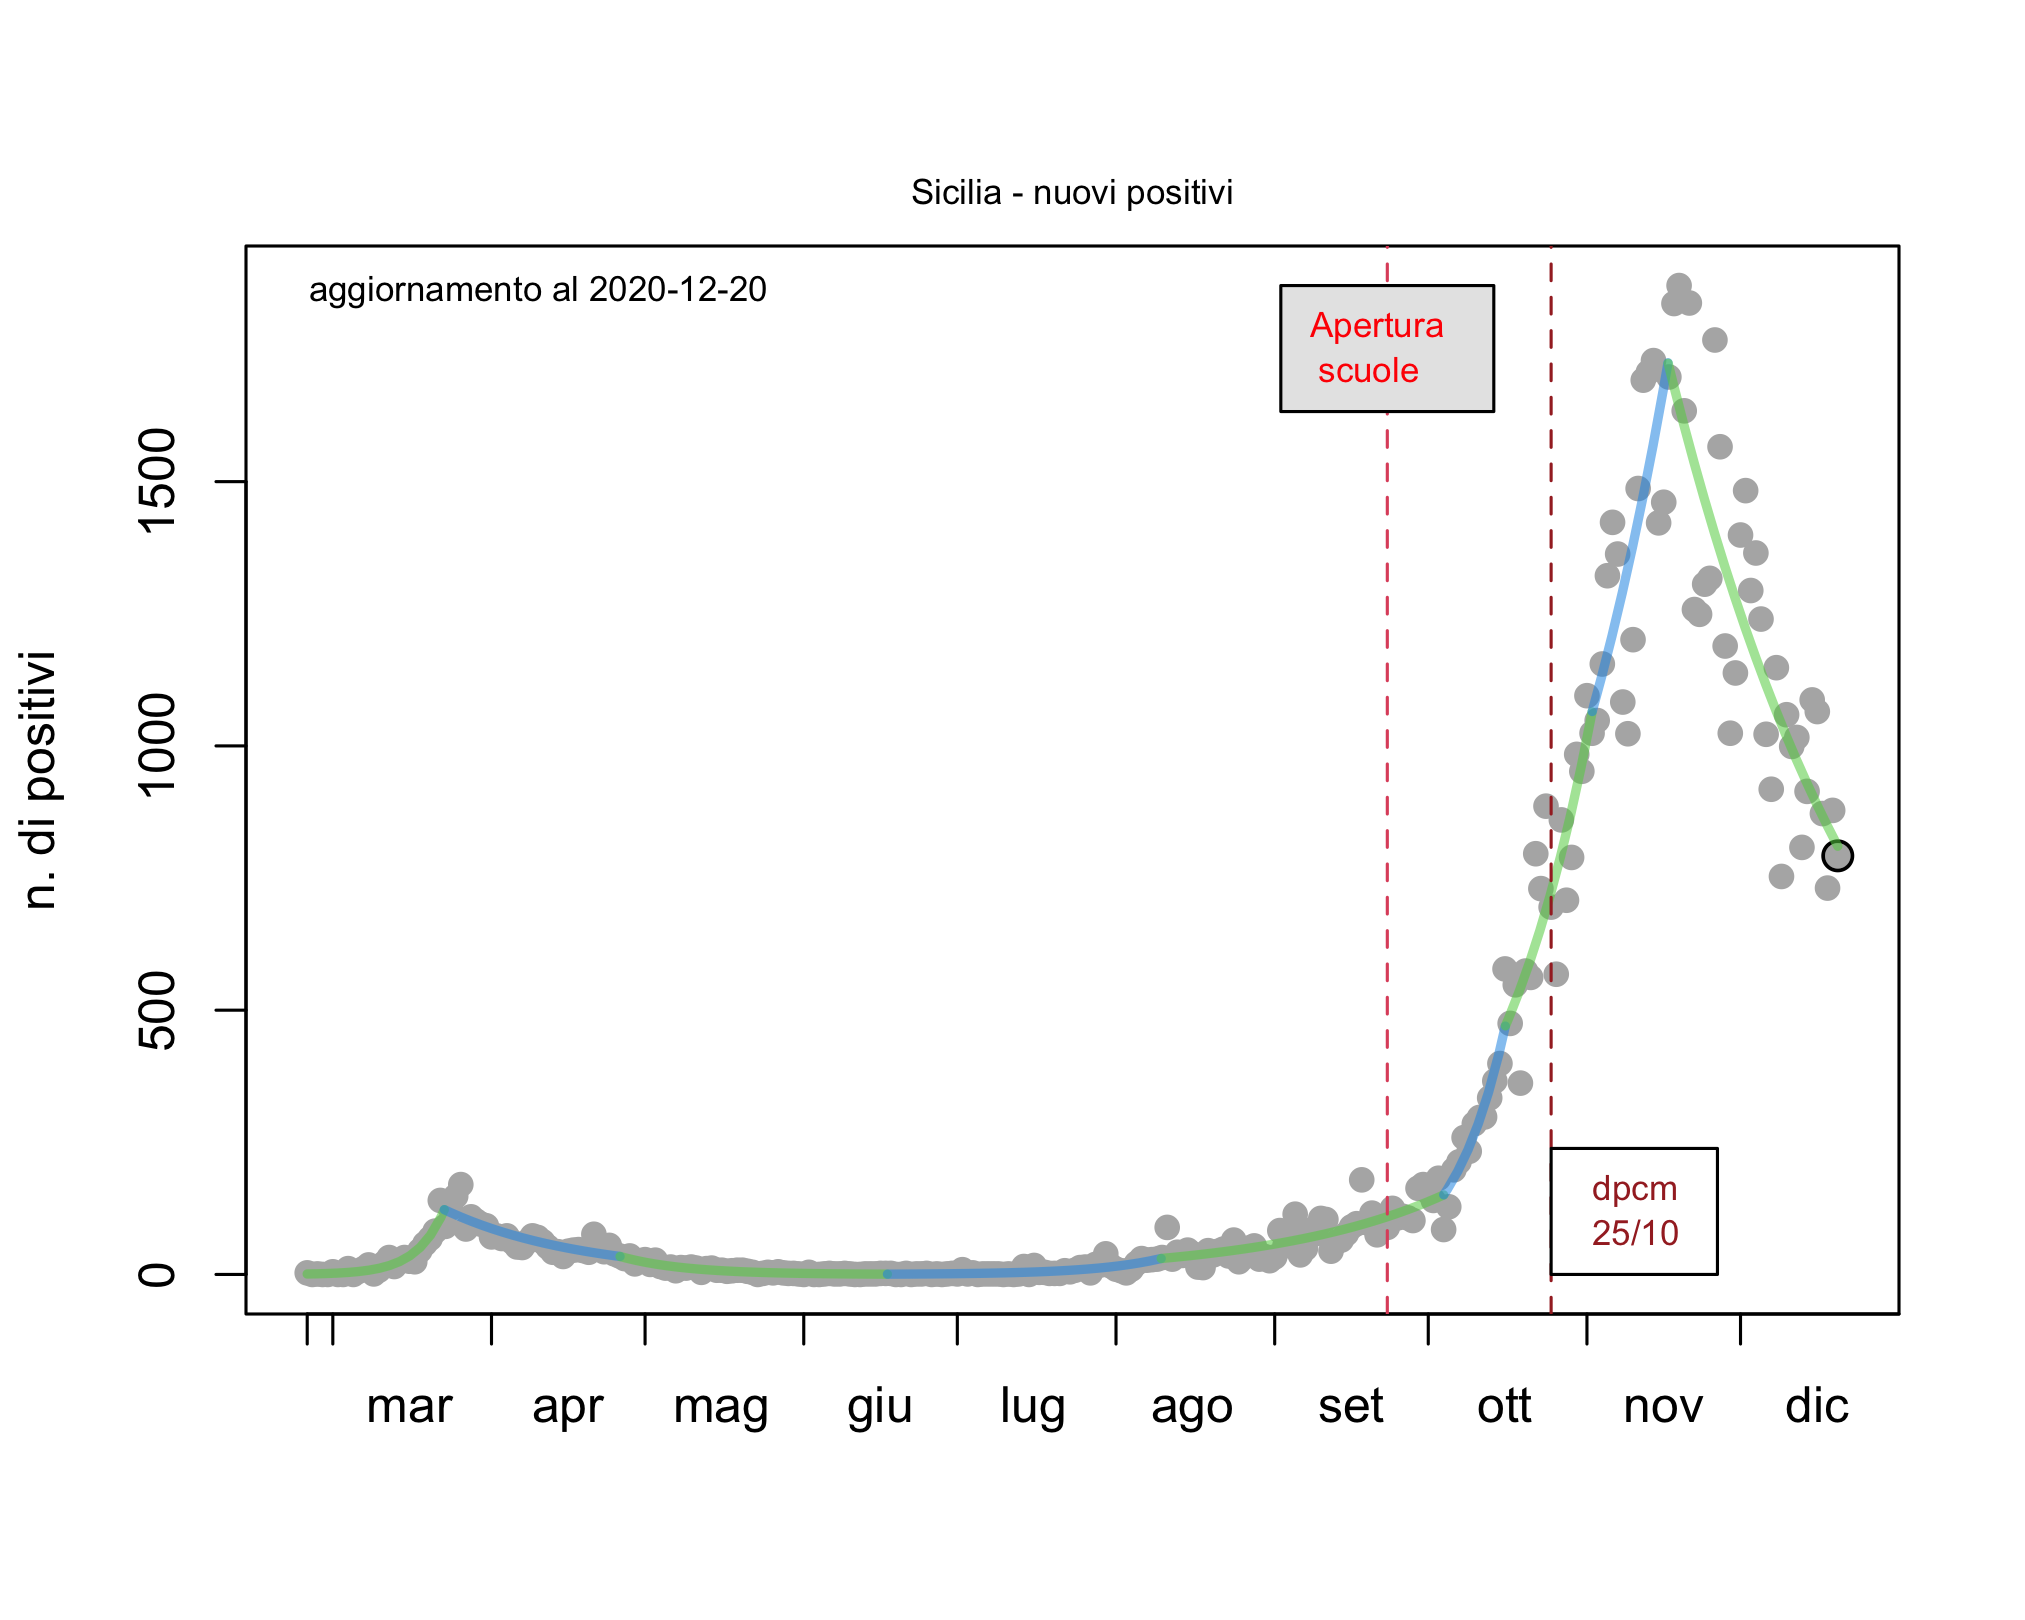 Sicilia - nuovi positivi
aggiornamento al 2020-12-20
Apertura
scuole
n. di positivi
1500
1000
500
0
dpcm
25/10
mar apr mag giu lug ago set ott nov dic